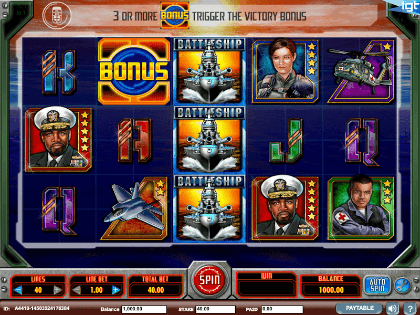 3 OR MORE BONUS TRIGGER THE VICTORY BONUS
igt
K BONUS BATTLESHIP A
A BATTLESHIP J Q
Q BATTLESHIP
LINES LINE BET TOTAL BET SPIN WIN BALANCE AUTO SPIN
40 1.00 40.00 1000.00
Balance 1,000.00 STAKE 40.00 PAID 0.00 PAYTABLE